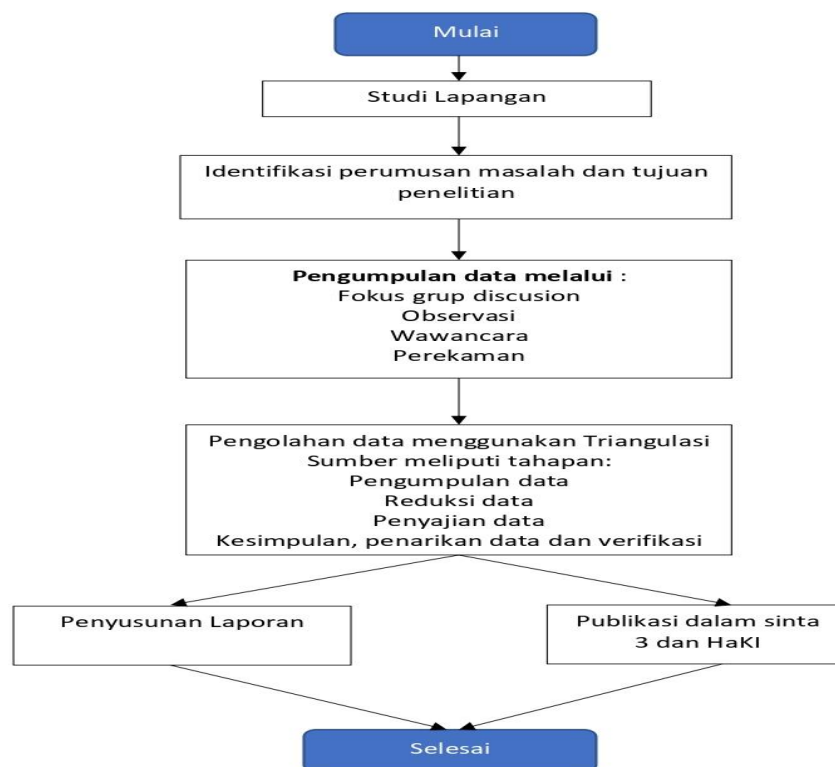 Mulai
Studi Lapangan
Identifikasi perumusan masalah dan tujuan
penelitian
Pengumpulan data melalui :
Fokus grup discusion
Observasi
Wawancara
Perekaman
Pengolahan data menggunakan Triangulasi
Sumber meliputi tahapan:
Pengumpulan data
Reduksi data
Penyajian data
Kesimpulan, penarikan data dan verifikasi
Penyusunan Laporan
Publikasi dalam sinta
3 dan HaKI
Selesai